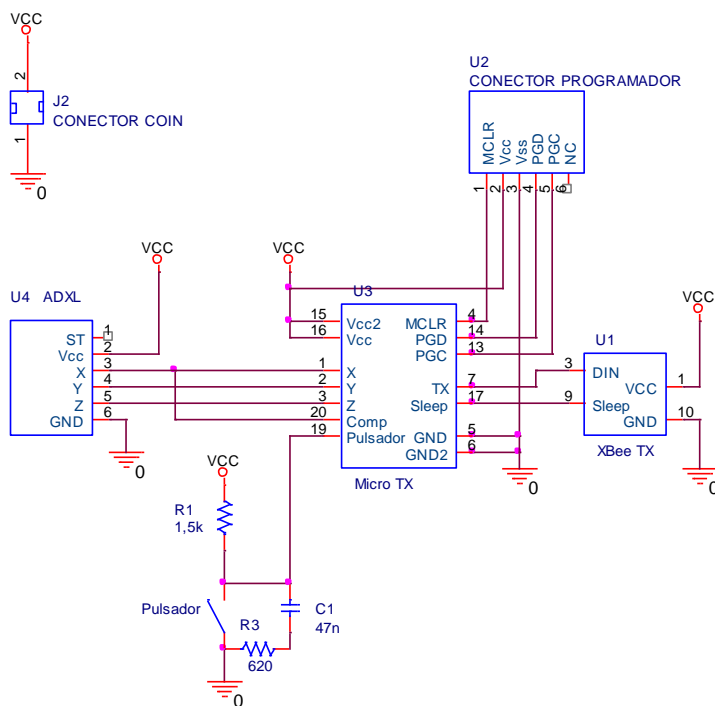 VCC
2
J2
CONECTOR COIN
1
0
U2
CONECTOR PROGRAMADOR
MCLR
Vcc
Vss
PGD
PGC
NC
1
2
3
4
5
6
VCC
VCC
U4 ADXL
ST 1
Vcc 2
X 3
Y 4
Z 5
GND 6
0
U3
15 Vcc2
16 Vcc
1 X
2 Y
3 Z
20 Comp
19 Pulsador
MCLR 4
PGD 14
PGC 13
TX 7
Sleep 17
GND 5
GND2 6
Micro TX
0
VCC
U1
3 DIN
VCC 1
9 Sleep
GND 10
XBee TX
0
VCC
R1
1,5k
Pulsador
R3
620
C1
47n
0